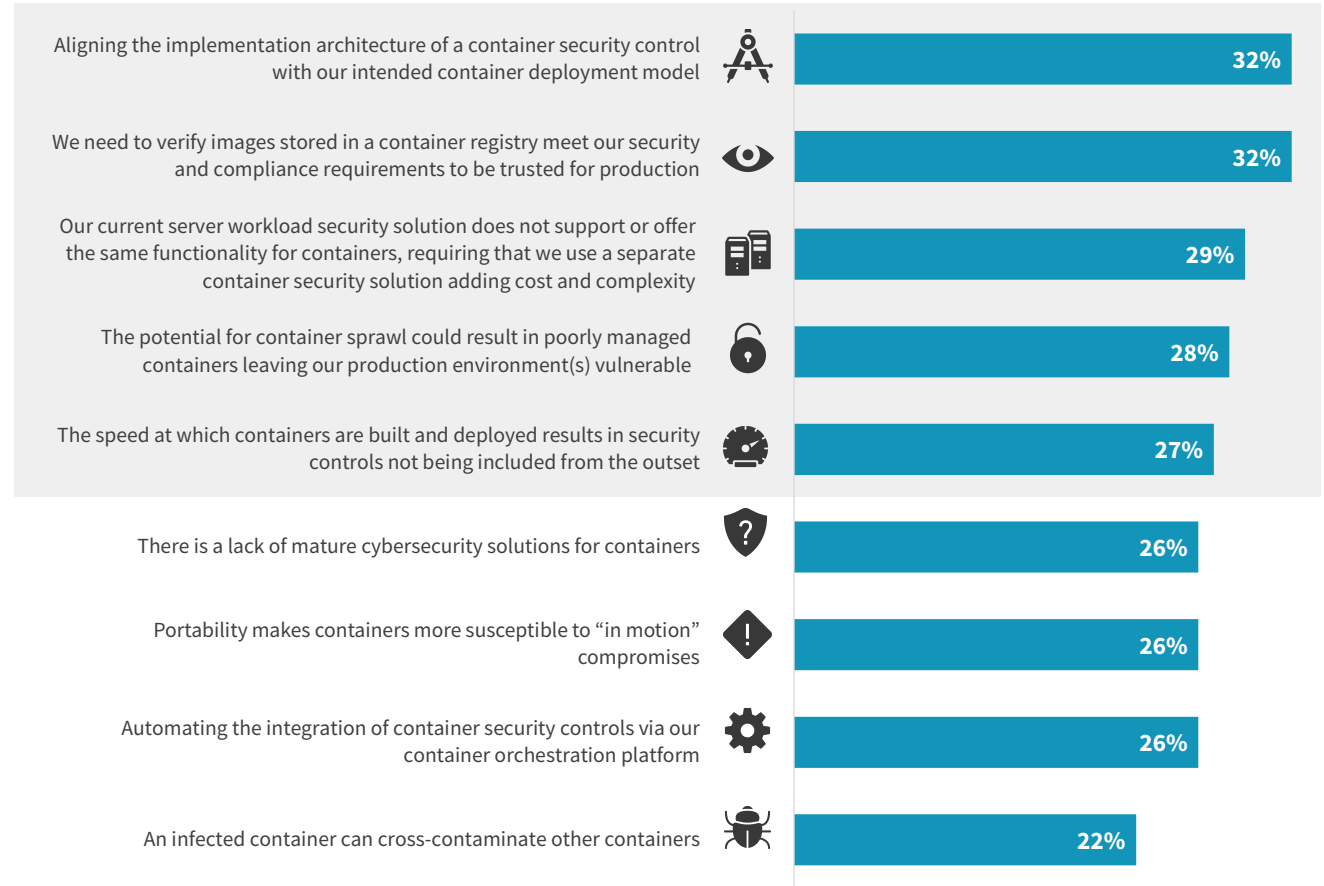 Aligning the implementation architecture of a container security control
with our intended container deployment model
32%
We need to verify images stored in a container registry meet our security
and compliance requirements to be trusted for production
32%
Our current server workload security solution does not support or offer
the same functionality for containers, requiring that we use a separate
container security solution adding cost and complexity
29%
The potential for container sprawl could result in poorly managed
containers leaving our production environment(s) vulnerable
28%
The speed at which containers are built and deployed results in security
controls not being included from the outset
27%
There is a lack of mature cybersecurity solutions for containers
26%
Portability makes containers more susceptible to “in motion”
compromises
26%
Automating the integration of container security controls via our
container orchestration platform
26%
An infected container can cross-contaminate other containers
22%